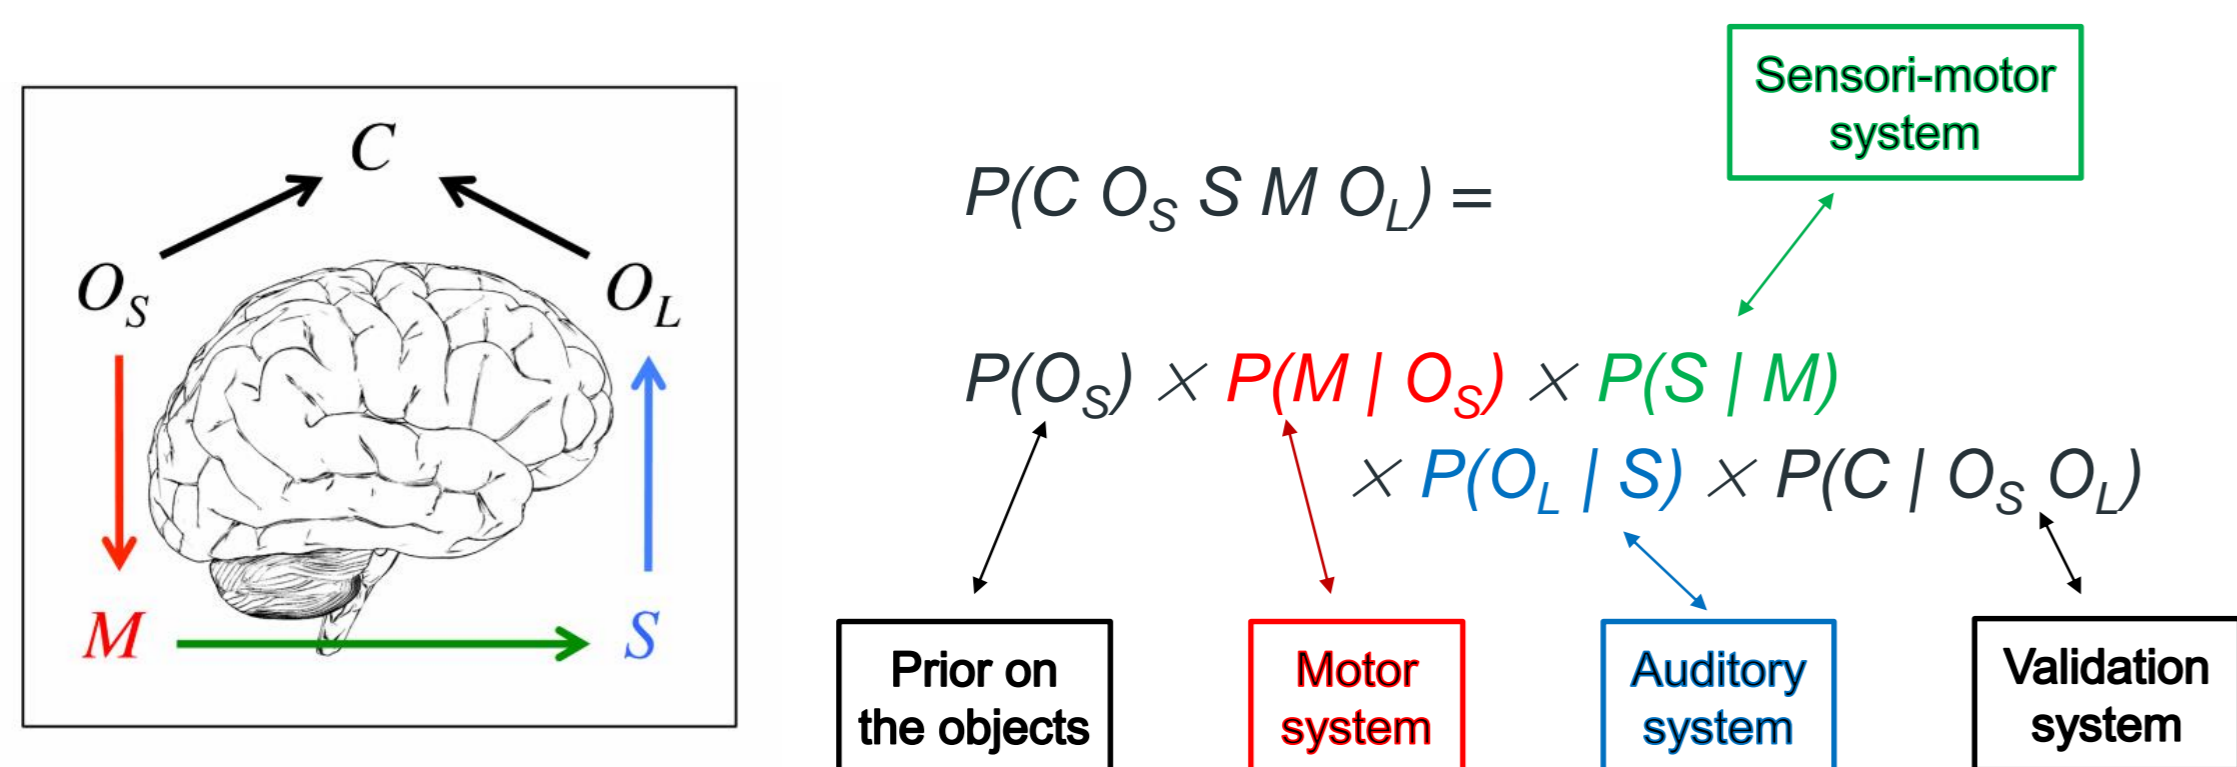 C
O_S
O_L
M
S
Sensori-motor
system
P(C O_S S M O_L) =
P(O_S) × P(M | O_S) × P(S | M)
× P(O_L | S) × P(C | O_S O_L)
Prior on
the objects
Motor
system
Auditory
system
Validation
system